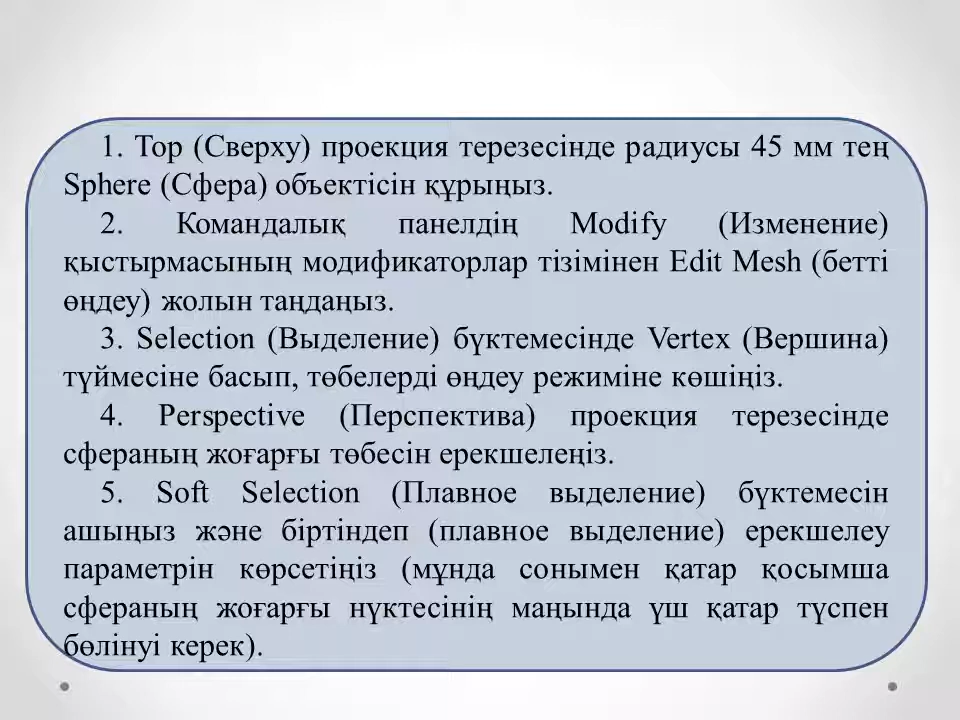 1. Top (Сверху) проекция терезесінде радиусы 45 мм тең
Sphere (Сфера) объектісін құрыңыз.
2. Командалық панелдің Modify (Изменение)
қыстырмасының модификаторлар тізімінен Edit Mesh (бетті
өңдеу) жолын таңдаңыз.
3. Selection (Выделение) бүктемесінде Vertex (Вершина)
түймесіне басып, төбелерді өңдеу режиміне көшіңіз.
4. Perspective (Перспектива) проекция терезесінде
сфераның жоғарғы төбесін ерекшелеңіз.
5. Soft Selection (Плавное выделение) бүктемесін
ашыңыз және біртіндеп (плавное выделение) ерекшелеу
параметрін көрсетіңіз (мұнда сонымен қатар қосымша
сфераның жоғарғы нүктесінің маңында үш қатар түспен
бөлінуі керек).